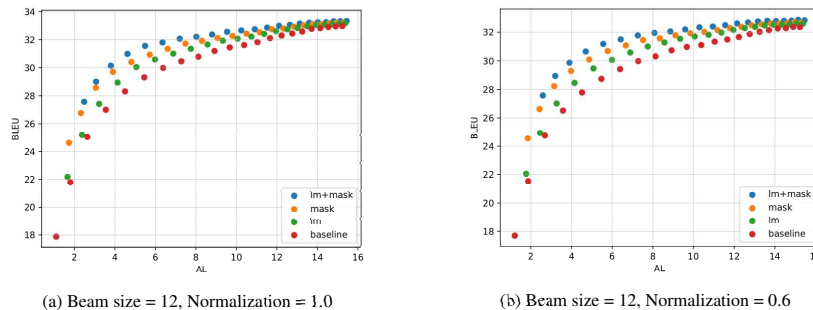 34
32
30
28
26
24
22
20
18
BLEU
2
4
6
8
10
12
14
16
AL
lm+mask
mask
lm
baseline
(a) Beam size = 12, Normalization = 1.0
32
30
28
26
24
22
20
18
BLEU
2
4
6
8
10
12
14
AL
lm+mask
mask
lm
baseline
(b) Beam size = 12, Normalization = 0.6